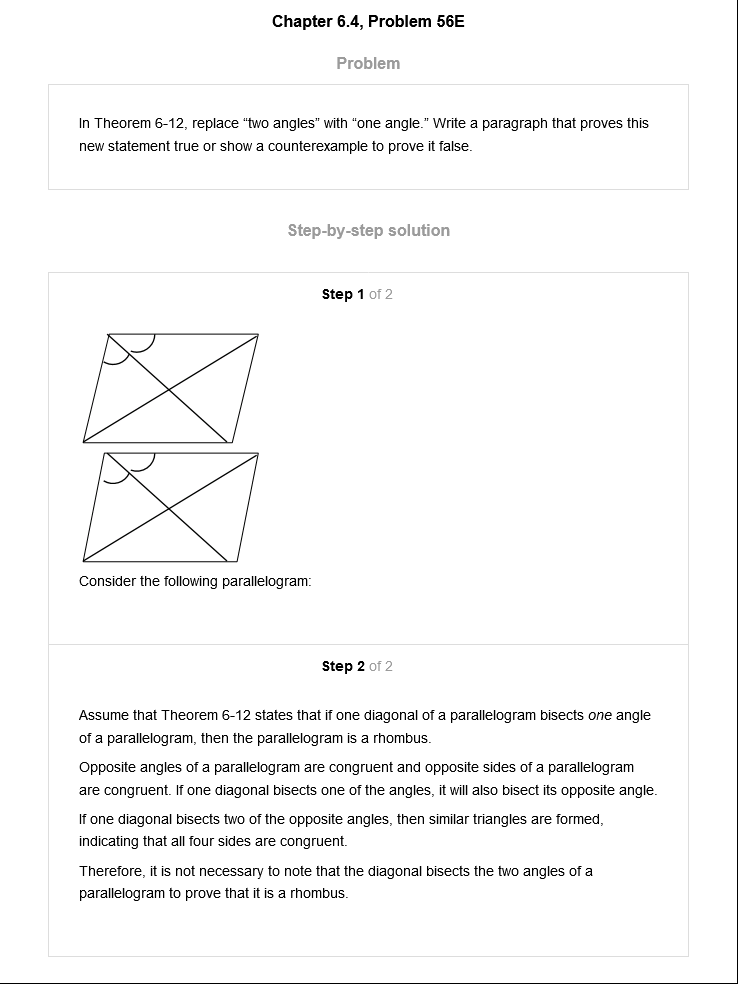 Chapter 6.4, Problem 56E
Problem
In Theorem 6-12, replace “two angles” with “one angle.” Write a paragraph that proves this
new statement true or show a counterexample to prove it false.
Step-by-step solution
Step 1 of 2
Consider the following parallelogram:
Step 2 of 2
Assume that Theorem 6-12 states that if one diagonal of a parallelogram bisects one angle
of a parallelogram, then the parallelogram is a rhombus.
Opposite angles of a parallelogram are congruent and opposite sides of a parallelogram
are congruent. If one diagonal bisects one of the angles, it will also bisect its opposite angle.
If one diagonal bisects two of the opposite angles, then similar triangles are formed,
indicating that all four sides are congruent.
Therefore, it is not necessary to note that the diagonal bisects the two angles of a
parallelogram to prove that it is a rhombus.